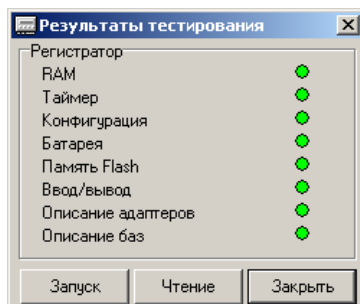 Результаты тестирования
Регистратор
RAM
Таймер
Конфигурация
Батарея
Память Flash
Ввод/вывод
Описание адаптеров
Описание баз
Запуск
Чтение
Закрыть